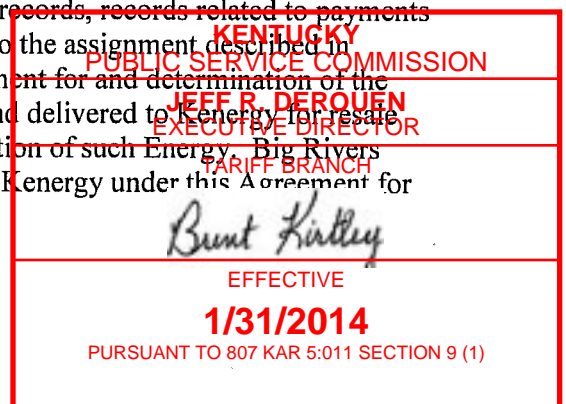 records, records related to payments
KENTUCKY
o the assignment described in
PUBLIC SERVICE COMMISSION
ent for and determination of the
JEFF R. DEROUEN
d delivered to Kenergy for resale
EXECUTIVE DIRECTOR
tion of such Energy. Big Rivers
TARIFF BRANCH
Kenergy under this Agreement for
Brent Kirtley
EFFECTIVE
1/31/2014
PURSUANT TO 807 KAR 5:011 SECTION 9 (1)